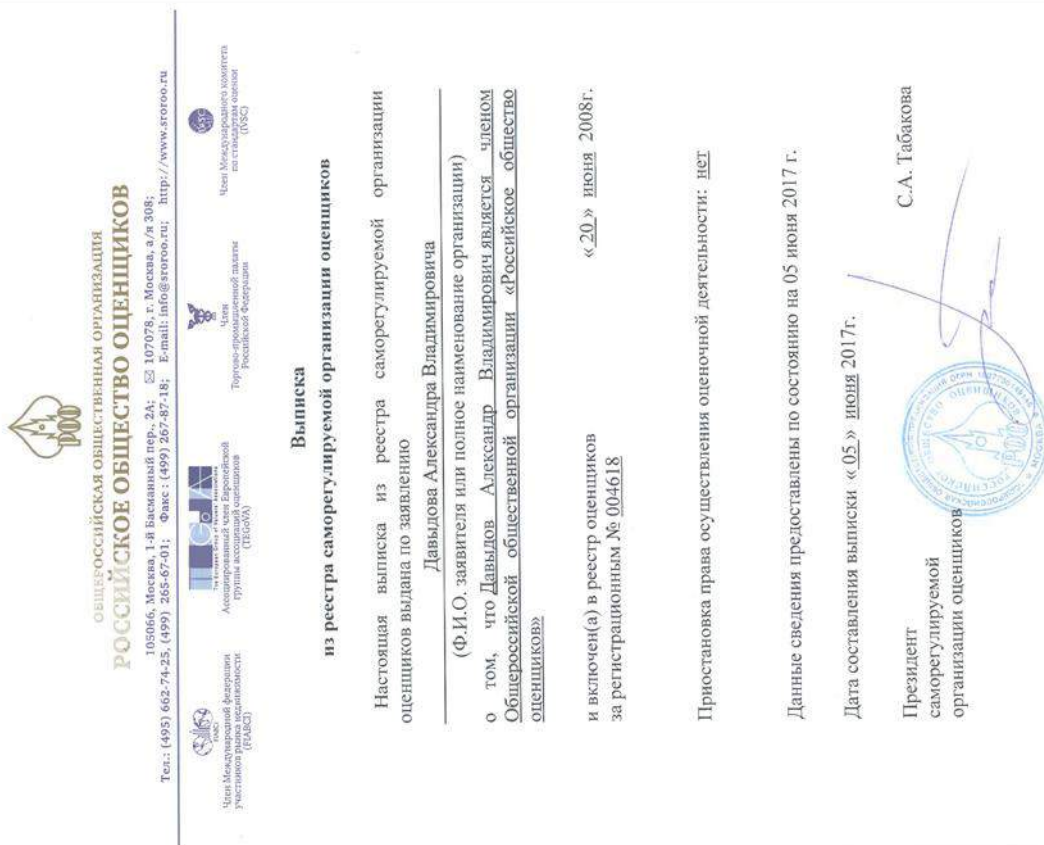 РОО
ОБЩЕРОССИЙСКАЯ ОБЩЕСТВЕННАЯ ОРГАНИЗАЦИЯ
РОССИЙСКОЕ ОБЩЕСТВО ОЦЕНЩИКОВ
105066, Москва, 1-й Басманный пер., 2А; 107078, г. Москва, а/я 308;
Тел.: (495) 662-74-25, (499) 265-67-01; Факс: (499) 267-87-18; E-mail: info@sroroo.ru; http://www.sroroo.ru
FIABCI
Член Международной федерации
участников рынка недвижимости
(FIABCI)
Ассоциированный член Европейской
группы ассоциаций оценщиков
(TEGoVA)
Член
Торгово-промышленной палаты
Российской Федерации
Член Международного комитета
по стандартам оценки
(IVSC)
Выписка
из реестра саморегулируемой организации оценщиков
Настоящая выписка из реестра саморегулируемой организации
оценщиков выдана по заявлению
Давыдова Александра Владимировича
(Ф.И.О. заявителя или полное наименование организации)
о том, что Давыдов Александр Владимирович является членом
Общероссийской общественной организации «Российское общество
оценщиков»
и включен(а) в реестр оценщиков «20» июня 2008г.
за регистрационным № 004618
Приостановка права осуществления оценочной деятельности: нет
Данные сведения предоставлены по состоянию на 05 июня 2017 г.
Дата составления выписки «05» июня 2017г.
Президент
саморегулируемой
организации оценщиков С.А. Табакова